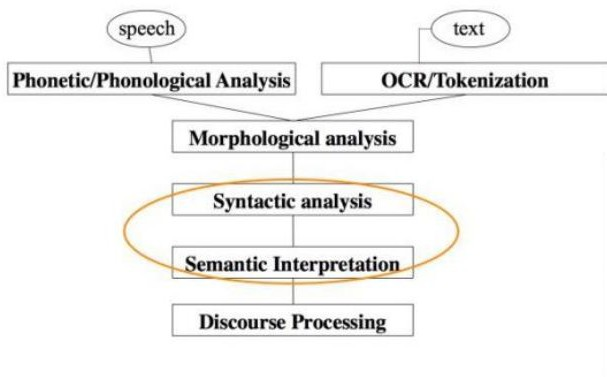 speech
text
Phonetic/Phonological Analysis
OCR/Tokenization
Morphological analysis
Syntactic analysis
Semantic Interpretation
Discourse Processing